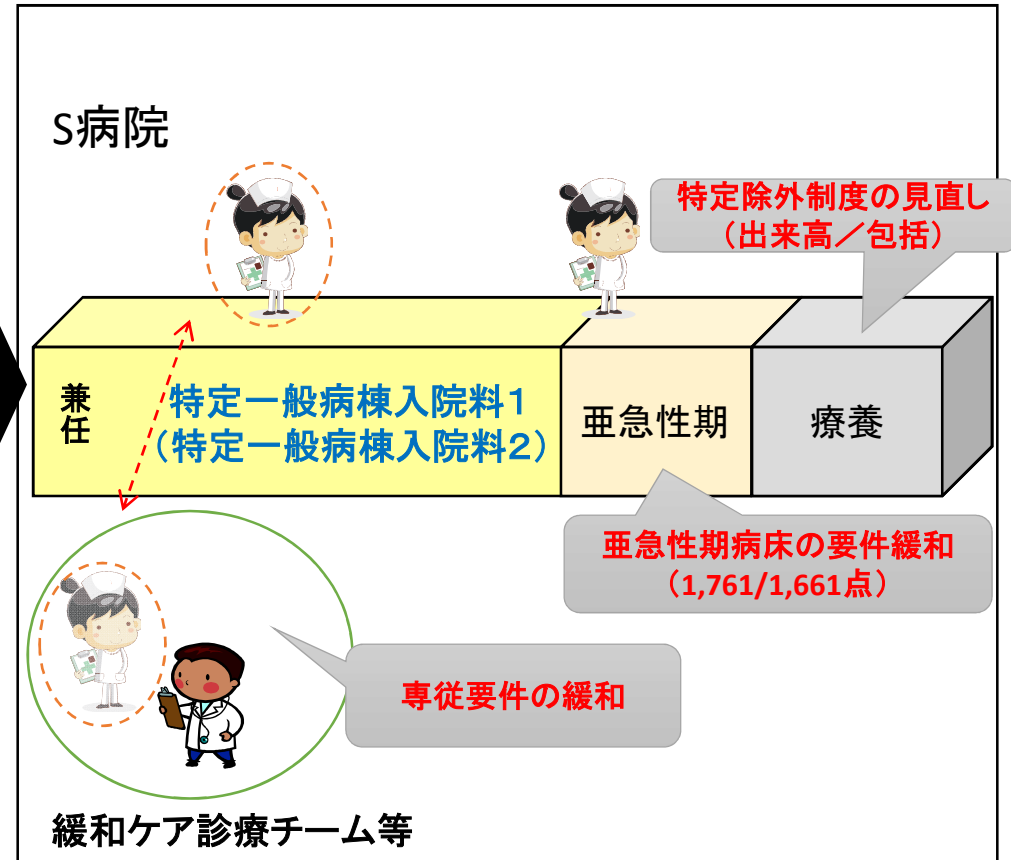 S病院
特定除外制度の見直し
（出来高／包括）
兼任
特定一般病棟入院料１
（特定一般病棟入院料２）
亜急性期
療養
亜急性期病床の要件緩和
（1,761/1,661点）
専従要件の緩和
緩和ケア診療チーム等